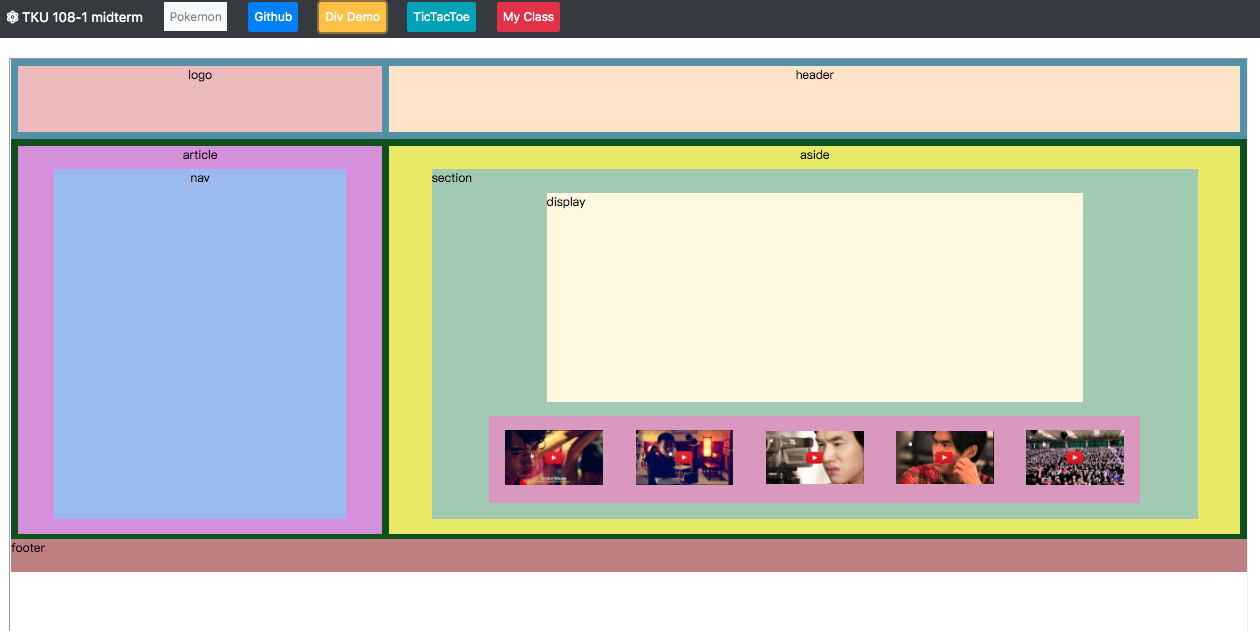 TKU 108-1 midterm Pokemon Github Div Demo TicTacToe My Class
logo header
article aside
nav section
display
footer